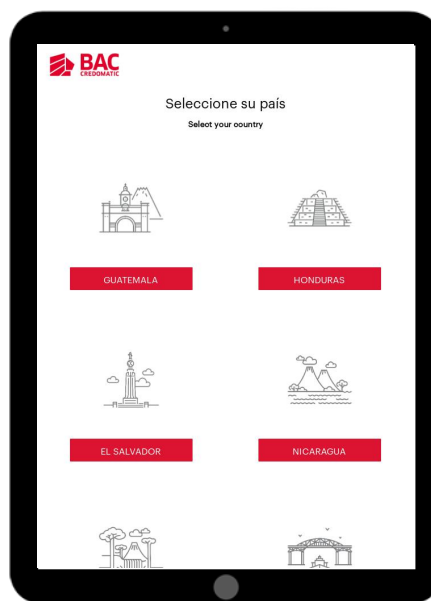 BAC
CREDOMATIC
Seleccione su país
Select your country
GUATEMALA
HONDURAS
EL SALVADOR
NICARAGUA